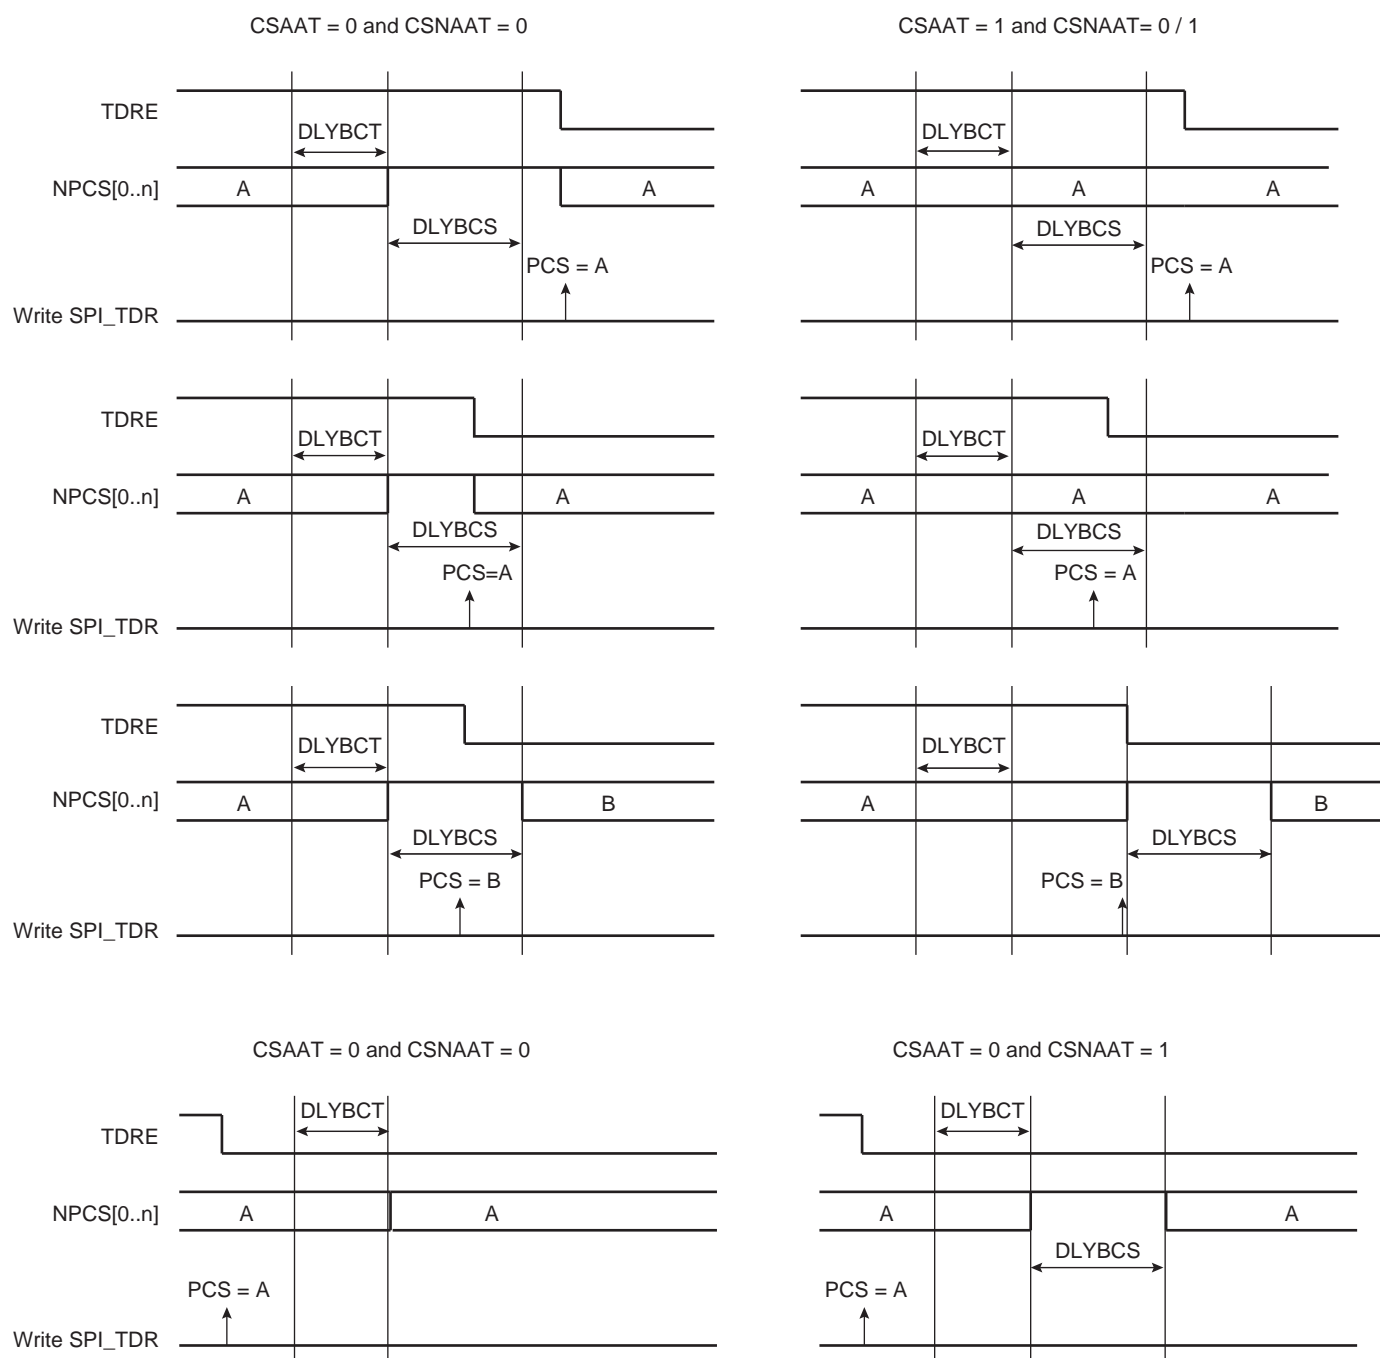 CSAAT = 0 and CSNAAT = 0
CSAAT = 1 and CSNAAT= 0 / 1
TDRE
DLYBCT
DLYBCT
NPCS[0..n]
A
A
A
A
A
DLYBCS
DLYBCS
PCS = A
PCS = A
Write SPI_TDR
TDRE
DLYBCT
DLYBCT
NPCS[0..n]
A
A
A
A
A
DLYBCS
DLYBCS
PCS=A
PCS = A
Write SPI_TDR
TDRE
DLYBCT
DLYBCT
NPCS[0..n]
A
B
A
B
DLYBCS
DLYBCS
PCS = B
PCS = B
Write SPI_TDR
CSAAT = 0 and CSNAAT = 0
CSAAT = 0 and CSNAAT = 1
DLYBCT
DLYBCT
TDRE
NPCS[0..n]
A
A
A
A
DLYBCS
PCS = A
PCS = A
Write SPI_TDR